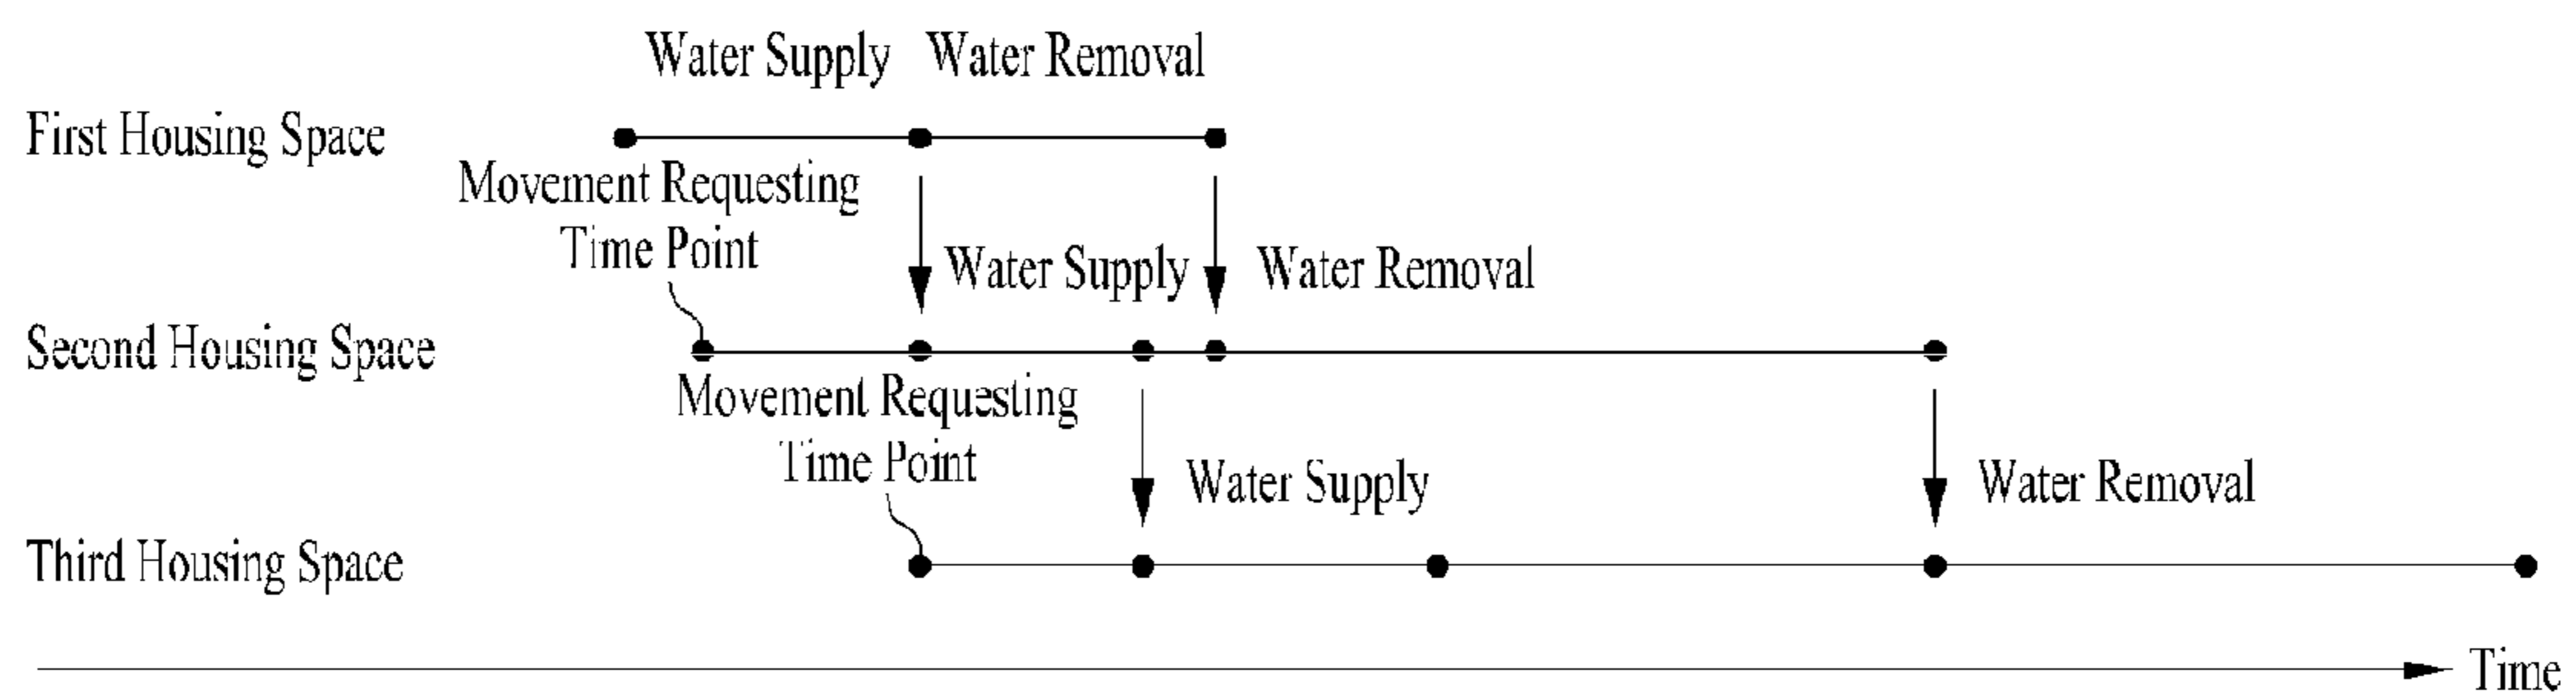 Water Supply Water Removal
First Housing Space
Movement Requesting
Time Point
Water Supply Water Removal
Second Housing Space
Movement Requesting
Time Point
Water Supply Water Removal
Third Housing Space
Time